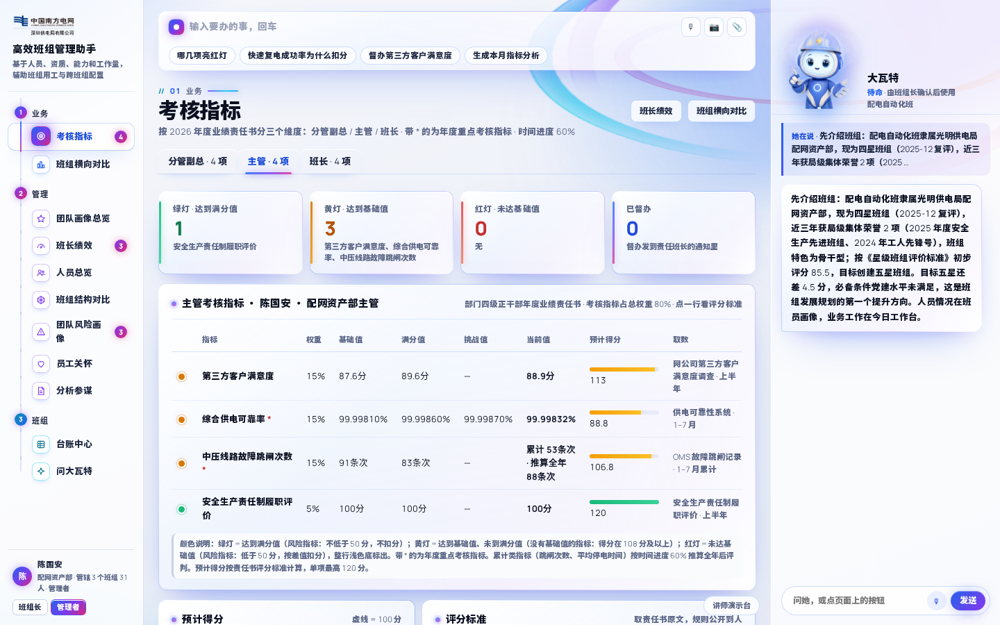 中国南方电网
CHINA SOUTHERN POWER GRID
深圳供电局有限公司
高效班组管理助手
基于人员、资质、能力和工作量，
辅助班组用工与跨班组配置
1 业务
考核指标 4
班组横向对比
2 管理
团队画像总览
班长绩效 3
人员总览
班组结构对比
团队风险画
像 3
员工关怀
分析参谋
3 班组
台账中心
问大瓦特
陈
陈国安
配网资产部 · 管辖 3 个班组 31
人 · 管理者
班组长 管理者
输入要办的事，回车
哪几项亮红灯 快速复电成功率为什么扣分 督办第三方客户满意度 生成本月指标分析
// 01 业务
考核指标
班长绩效 班组横向对比
按 2026 年度业绩责任书分三个维度：分管副总 / 主管 / 班长 · 带 * 的为年度重点考核指标 · 时间进度 60%
分管副总 · 4 项 主管 · 4 项 班长 · 4 项
绿灯 · 达到满分值
1
安全生产责任制履职评价
黄灯 · 达到基础值
3
第三方客户满意度、综合供电可靠
率、中压线路故障跳闸次数
红灯 · 未达基础值
0
无
已督办
0
督办发到责任班长的通知里
主管考核指标 • 陈国安 • 配网资产部主管
部门四级正干部年度业绩责任书 · 考核指标占总权重 80% · 点一行看评分标准
指标 权重 基础值 满分值 挑战值 当前值 预计得分 取数
第三方客户满意度 15% 87.6分 89.6分 — 88.9分 113 网公司第三方客户
满意度调查 · 上半
年
综合供电可靠率 * 15% 99.99810% 99.99860% 99.99870% 99.99832% 88.8 供电可靠性系统 ·
1–7 月
中压线路故障跳闸次数
* 15% 91条次 83条次 — 累计 53条次
· 推算全年
88条次 106.8 OMS 故障跳闸记录
· 1–7 月累计
安全生产责任制履职评
价 5% 100分 100分 — 100分 120 安全生产责任制履
职评价 · 上半年
颜色说明：绿灯 = 达到满分值（风险指标：不低于 50 分，不扣分）；黄灯 = 达到基础值、未到满分值（没有基础值的指标：得分在 108 分及以上）；红灯 = 未达基
础值（风险指标：低于 50 分，按差值扣分），整行浅色底标出。带 * 的为年度重点考核指标。累计类指标（跳闸次数、平均停电时间）按时间进度 60% 推算全年后评
判。预计得分按责任书评分标准计算，单项最高 120 分。
预计得分 虚线 = 100 分
评分标准 取责任书原文，规则公开到人
讲师演示台
大瓦特
待命 · 由班组长确认后使用
配电自动化班
她在说 · 先介绍班组：配电自动化班隶属光明供电局
配网资产部，现为四星班组（2025-12 复评），近三
年获局级集体荣誉 2 项（2025 …
先介绍班组：配电自动化班隶属光明供电局配
网资产部，现为四星班组（2025-12 复评），
近三年获局级集体荣誉 2 项（2025 年度安全
生产先进班组、2024 年工人先锋号），班组
特色为骨干型；按《星级班组评价标准》初步
评分 85.5，目标创建五星班组。目标五星还
差 4.5 分，必备条件党建水平未满足，这是班
组发展规划的第一个提升方向。人员情况在班
员画像，业务工作在今日工作台。
问她，或点页面上的按钮
发送